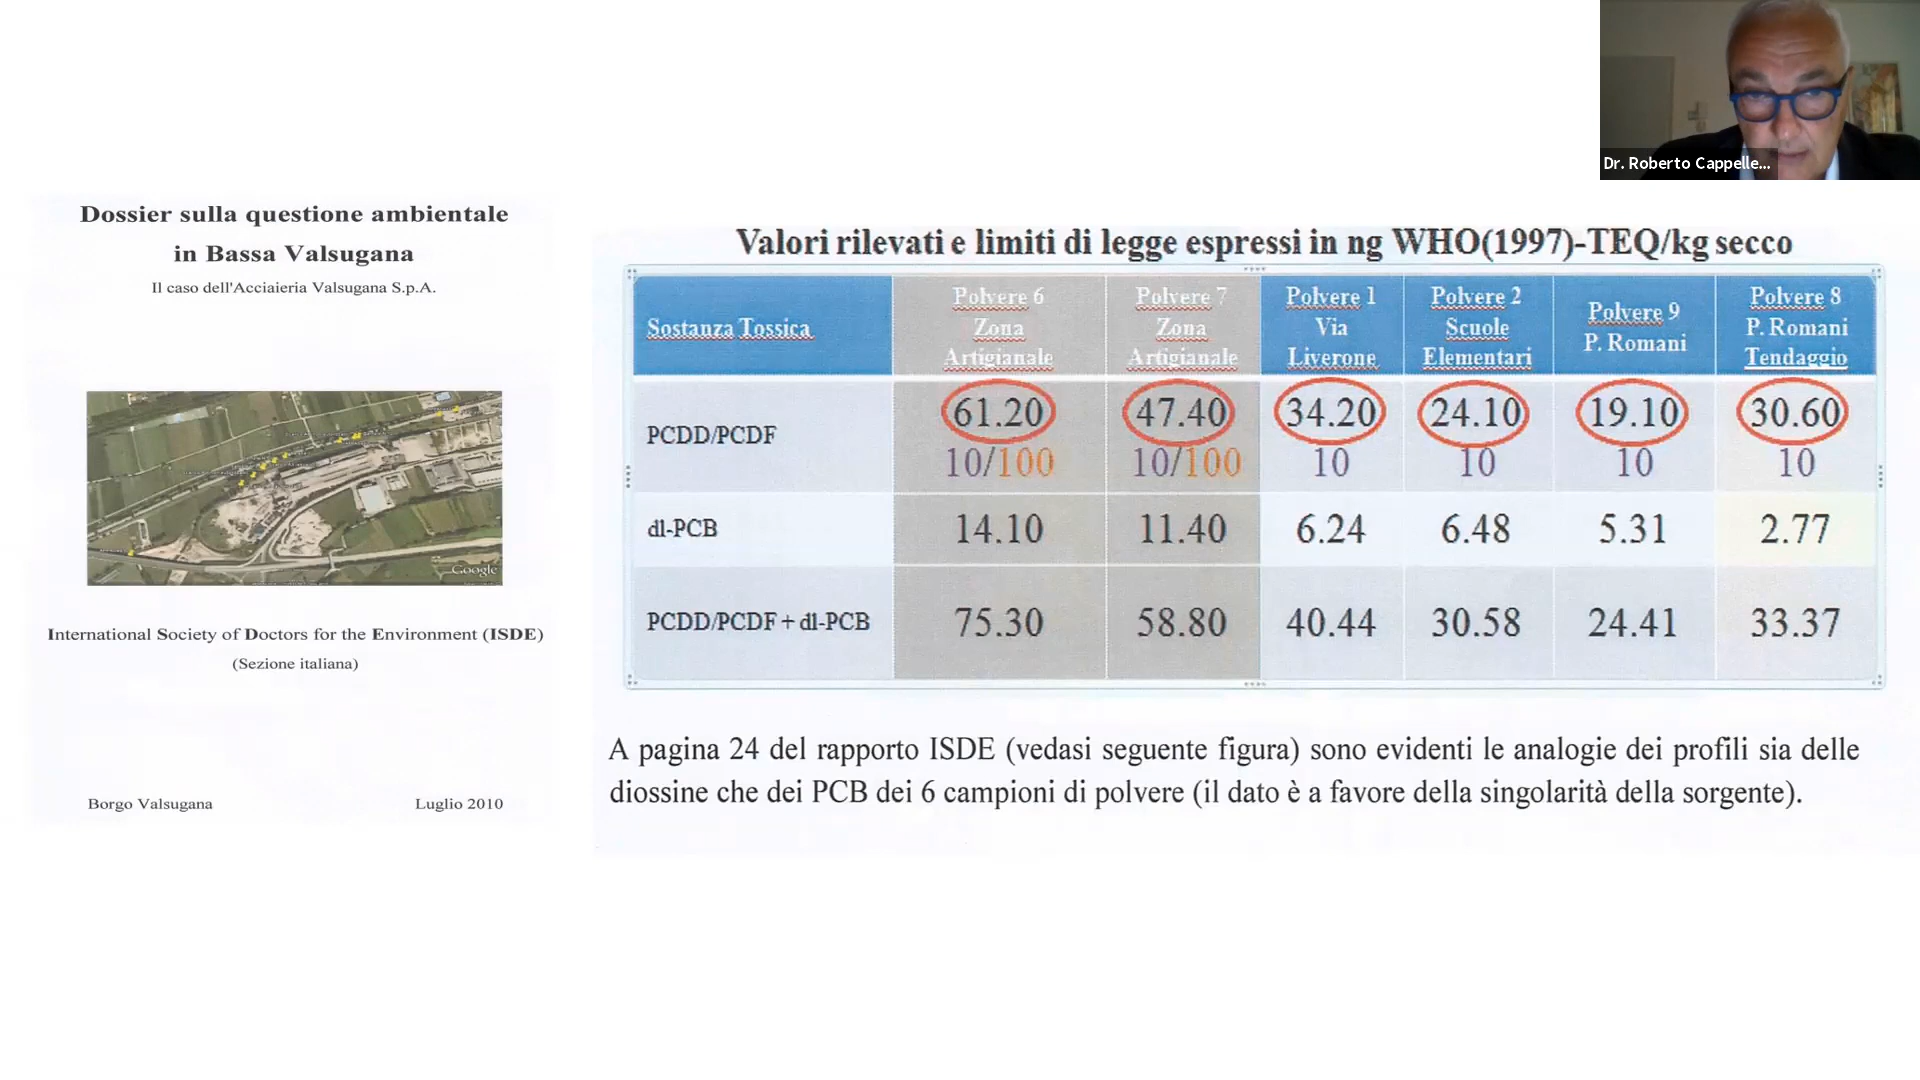 Dr. Roberto Cappelle...
Dossier sulla questione ambientale
in Bassa Valsugana
Il caso dell'Acciaieria Valsugana S.p.A.
Google
International Society of Doctors for the Environment (ISDE)
(Sezione italiana)
Borgo Valsugana Luglio 2010
Valori rilevati e limiti di legge espressi in ng WHO(1997)-TEQ/kg secco
Sostanza Tossica
Polvere 6
Zona
Artigianale
Polvere 7
Zona
Artigianale
Polvere 1
Via
Liverone
Polvere 2
Scuole
Elementari
Polvere 9
P. Romani
Polvere 8
P. Romani
Tendaggio
PCDD/PCDF
61.20 47.40 34.20 24.10 19.10 30.60
10/100 10/100 10 10 10 10
dl-PCB 14.10 11.40 6.24 6.48 5.31 2.77
PCDD/PCDF + dl-PCB 75.30 58.80 40.44 30.58 24.41 33.37
A pagina 24 del rapporto ISDE (vedasi seguente figura) sono evidenti le analogie dei profili sia delle
diossine che dei PCB dei 6 campioni di polvere (il dato è a favore della singolarità della sorgente).